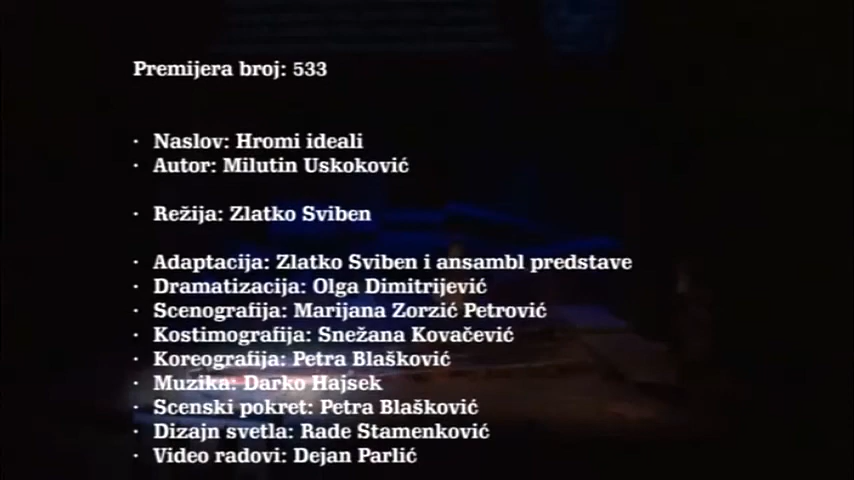 Premijera broj: 533
· Naslov: Hromi ideali
· Autor: Milutin Uskoković
· Režija: Zlatko Sviben
· Adaptacija: Zlatko Sviben i ansambl predstave
· Dramatizacija: Olga Dimitrijević
· Scenografija: Marijana Zorzić Petrović
· Kostimografija: Snežana Kovačević
· Koreografija: Petra Blašković
· Muzika: Darko Hajsek
· Scenski pokret: Petra Blašković
· Dizajn svetla: Rade Stamenković
· Video radovi: Dejan Parlić